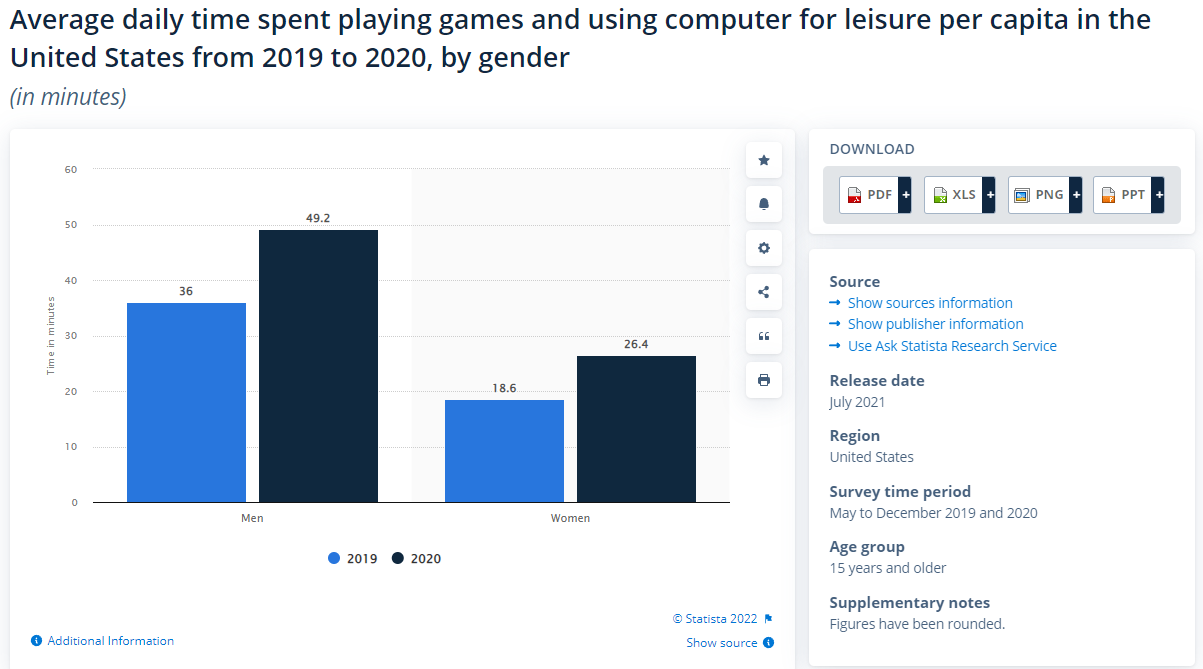 Average daily time spent playing games and using computer for leisure per capita in the
United States from 2019 to 2020, by gender
(in minutes)
60
50
40
30
20
10
0
Time in minutes
36
49.2
18.6
26.4
Men
Women
2019
2020
Additional Information
© Statista 2022
Show source
DOWNLOAD
PDF +
XLS +
PNG +
PPT +
Source
Show sources information
Show publisher information
Use Ask Statista Research Service
Release date
July 2021
Region
United States
Survey time period
May to December 2019 and 2020
Age group
15 years and older
Supplementary notes
Figures have been rounded.